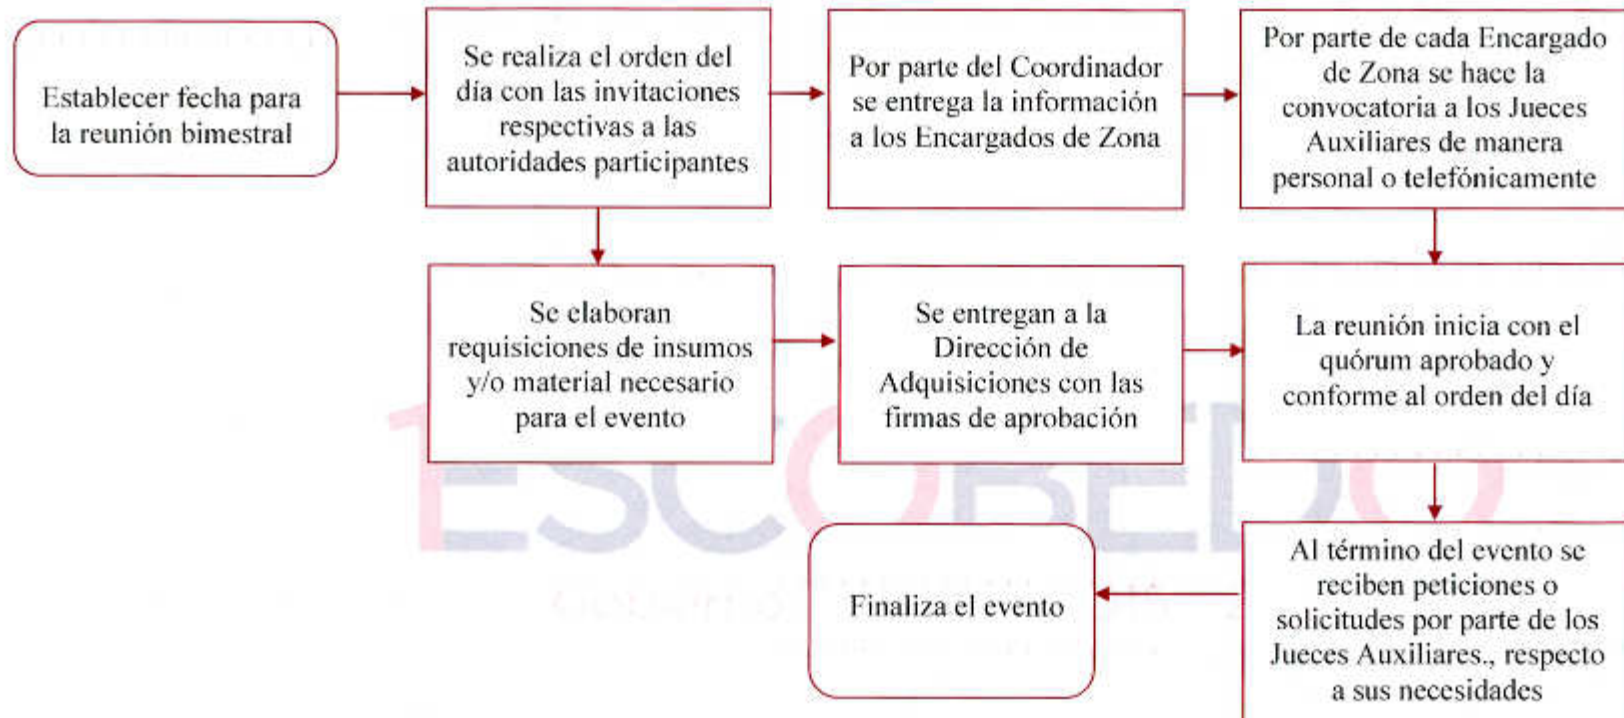 Establecer fecha para
la reunión bimestral
Se realiza el orden del
día con las invitaciones
respectivas a las
autoridades participantes
Por parte del Coordinador
se entrega la información
a los Encargados de Zona
Por parte de cada Encargado
de Zona se hace la
convocatoria a los Jueces
Auxiliares de manera
personal o telefónicamente
Se elaboran
requisiciones de insumos
y/o material necesario
para el evento
Se entregan a la
Dirección de
Adquisiciones con las
firmas de aprobación
La reunión inicia con el
quórum aprobado y
conforme al orden del día
ESCOBEDO
Al término del evento se
reciben peticiones o
solicitudes por parte de los
Jueces Auxiliares., respecto
a sus necesidades
Finaliza el evento